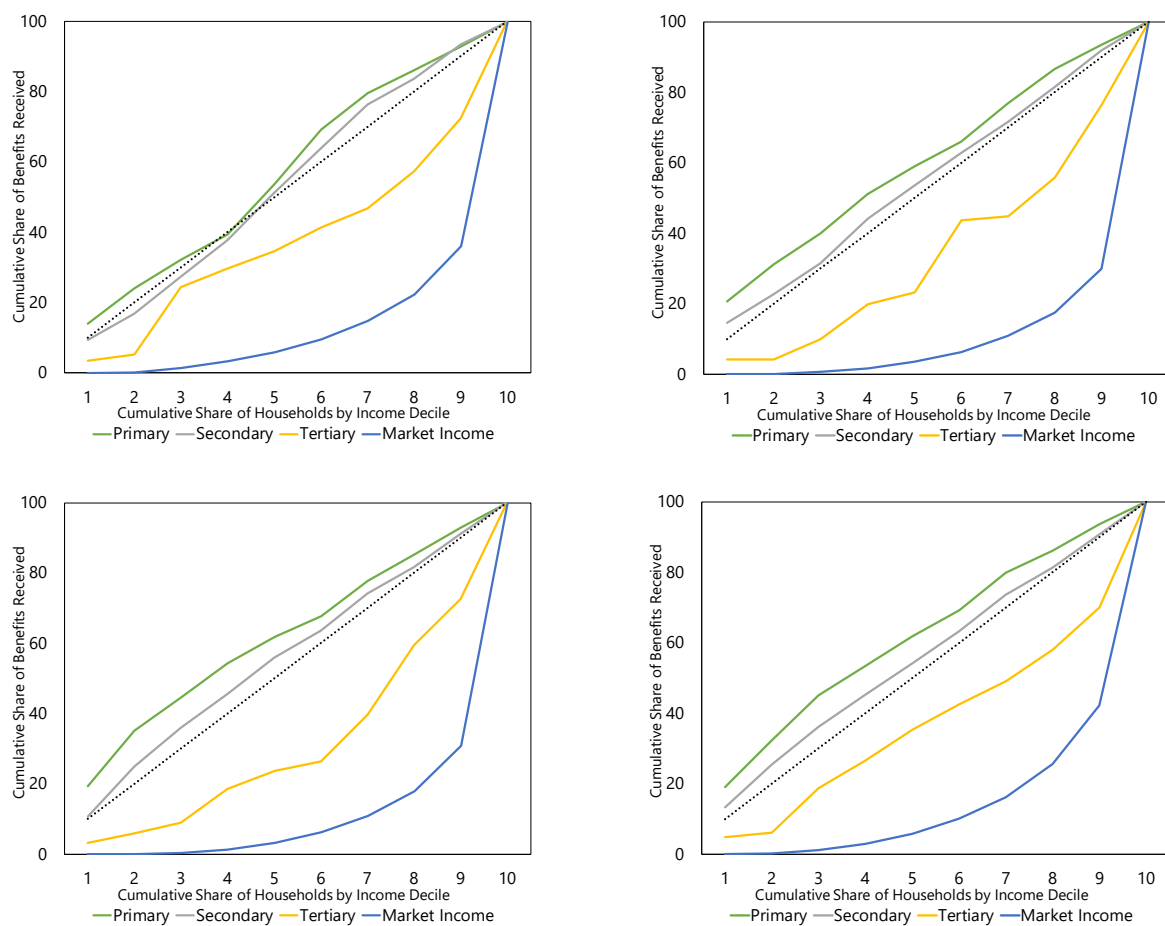 Cumulative Share of Benefits Received
100
80
60
40
20
0
1 2 3 4 5 6 7 8 9 10
Cumulative Share of Households by Income Decile
Primary Secondary Tertiary Market Income
Cumulative Share of Benefits Received
100
80
60
40
20
0
1 2 3 4 5 6 7 8 9 10
Cumulative Share of Households by Income Decile
Primary Secondary Tertiary Market Income
Cumulative Share of Benefits Received
100
80
60
40
20
0
1 2 3 4 5 6 7 8 9 10
Cumulative Share of Households by Income Decile
Primary Secondary Tertiary Market Income
Cumulative Share of Benefits Received
100
80
60
40
20
0
1 2 3 4 5 6 7 8 9 10
Cumulative Share of Households by Income Decile
Primary Secondary Tertiary Market Income